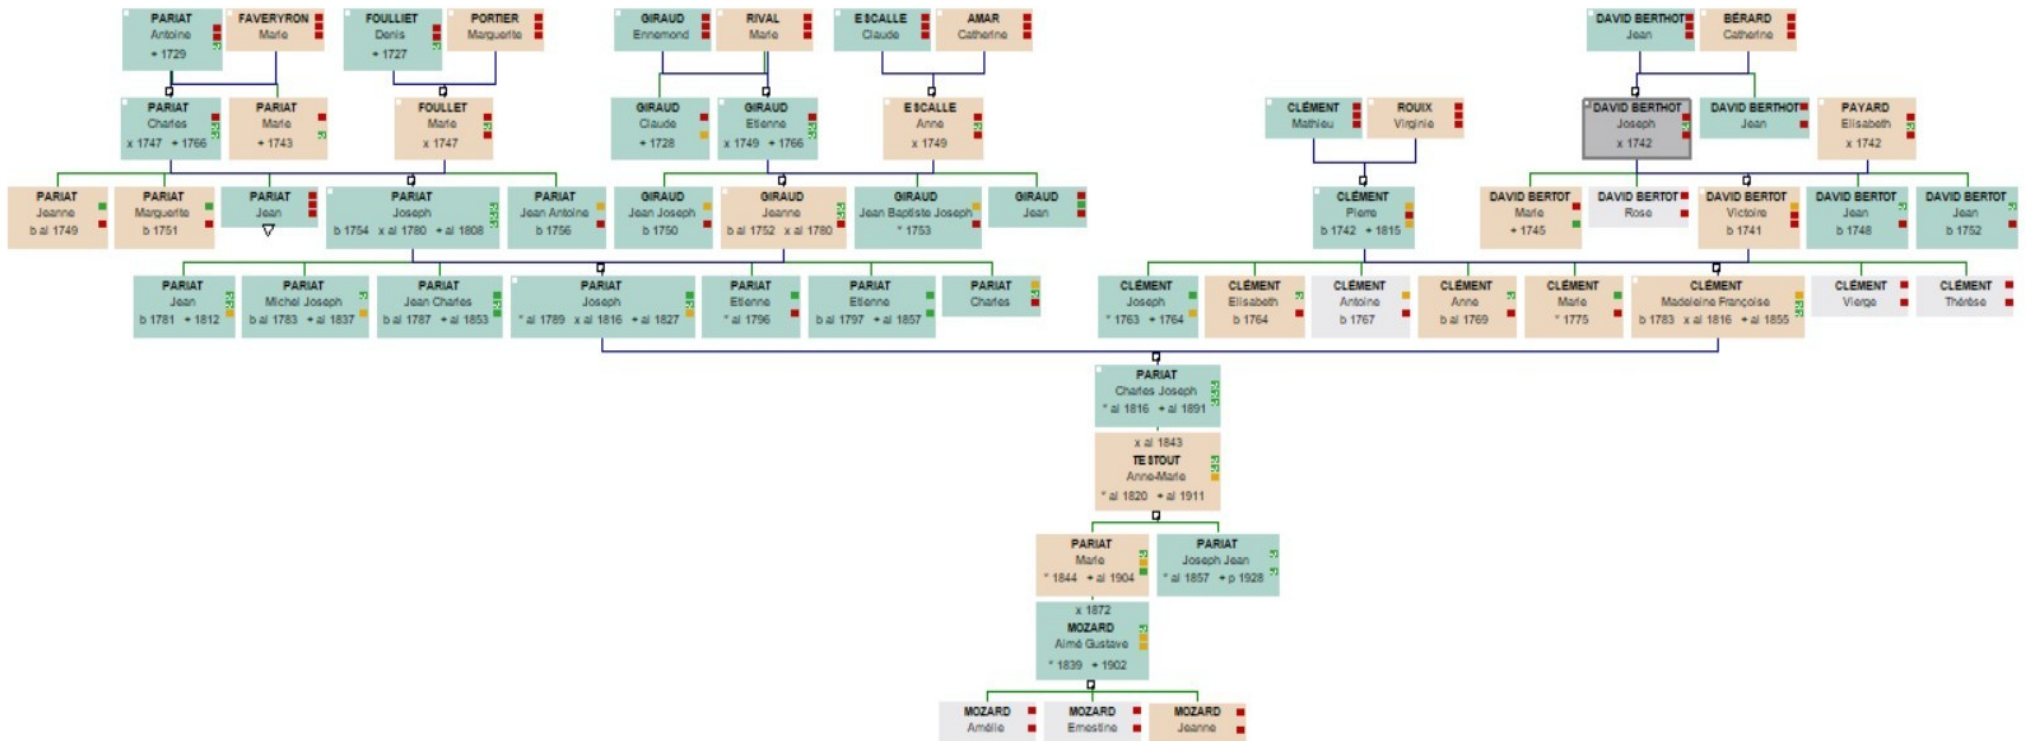 PARIAT
Antoine
+ 1729
FAVERYRON
Marie
FOULLIET
Denis
+ 1727
PORTIER
Marguerite
GIRAUD
Ennemond
RIVAL
Marie
ESCALLE
Claude
AMAR
Catherine
DAVID BERTHOT
Jean
BÉRARD
Catherine
PARIAT
Charles
x 1747 + 1766
PARIAT
Marie
+ 1743
FOULLET
Marie
x 1747
GIRAUD
Claude
+ 1728
GIRAUD
Etienne
x 1749 + 1766
ESCALLE
Anne
x 1749
CLÉMENT
Mathieu
ROUIX
Virginie
DAVID BERTHOT
Joseph
x 1742
DAVID BERTHOT
Jean
PAYARD
Elisabeth
x 1742
PARIAT
Jeanne
b al 1749
PARIAT
Marguerite
b 1751
PARIAT
Jean
PARIAT
Joseph
b 1754 x al 1780 + al 1808
PARIAT
Jean Antoine
b 1756
GIRAUD
Jean Joseph
b 1750
GIRAUD
Jeanne
b al 1752 x al 1780
GIRAUD
Jean Baptiste Joseph
° 1753
GIRAUD
Jean
CLÉMENT
Pierre
b 1742 + 1815
DAVID BERTOT
Marie
+ 1745
DAVID BERTOT
Rose
DAVID BERTOT
Victoire
b 1741
DAVID BERTOT
Jean
b 1748
DAVID BERTOT
Jean
b 1752
PARIAT
Jean
b 1781 + 1812
PARIAT
Michel Joseph
b al 1783 + al 1837
PARIAT
Jean Charles
b al 1787 + al 1853
PARIAT
Joseph
° al 1789 x al 1816 + al 1827
PARIAT
Etienne
° al 1796
PARIAT
Etienne
b al 1797 + al 1857
PARIAT
Charles
CLÉMENT
Joseph
° 1763 + 1764
CLÉMENT
Elisabeth
b 1764
CLÉMENT
Antoine
b 1767
CLÉMENT
Anne
b al 1769
CLÉMENT
Marie
° 1775
CLÉMENT
Madeleine Françoise
b 1783 x al 1816 + al 1855
CLÉMENT
Vierge
CLÉMENT
Thérèse
PARIAT
Charles Joseph
° al 1816 + al 1891
x al 1843
TESTOUT
Anne-Marie
° al 1820 + al 1911
PARIAT
Marie
° 1844 + al 1904
PARIAT
Joseph Jean
° al 1857 + p 1928
x 1872
MOZARD
Aimé Gustave
° 1839 + 1902
MOZARD
Amélie
MOZARD
Ernestine
MOZARD
Jeanne